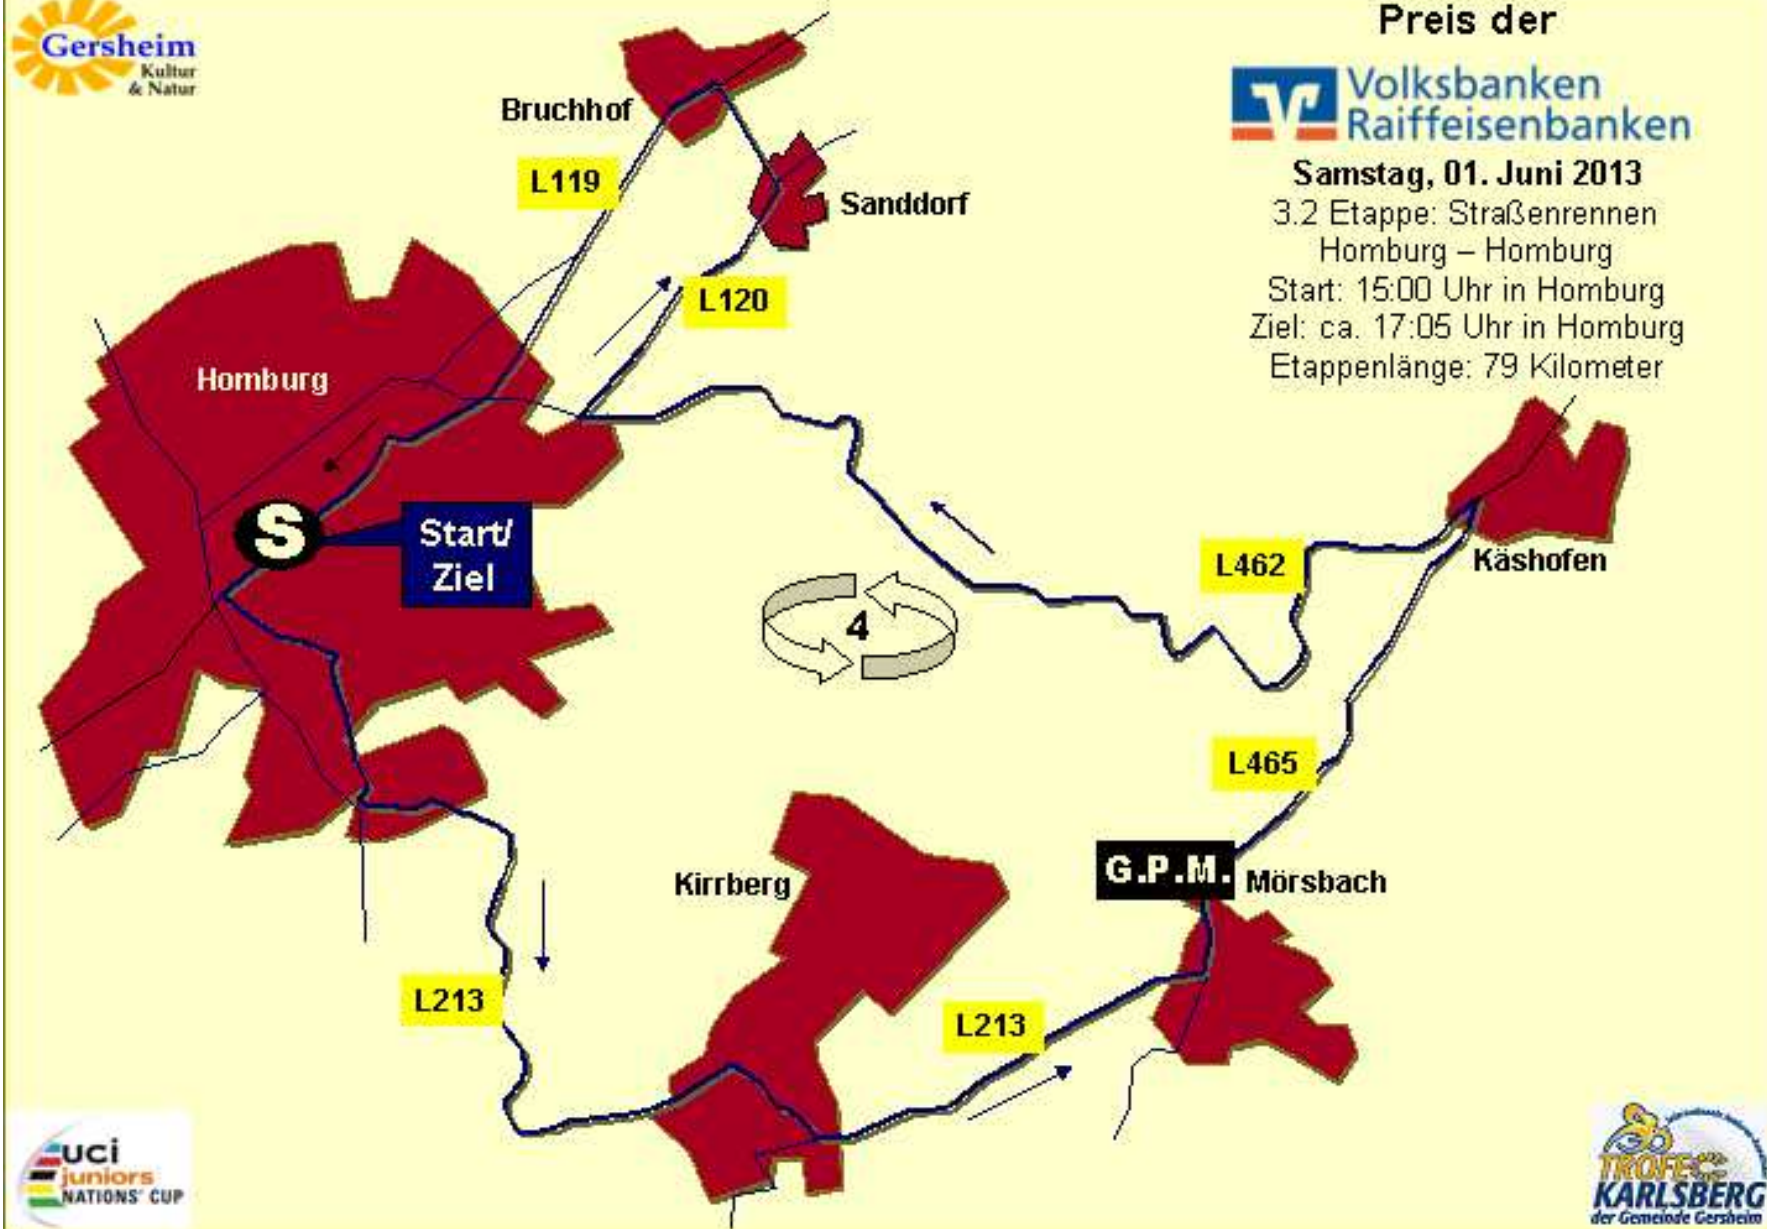 Gersheim
Kultur
& Natur
Preis der
Volksbanken
Raiffeisenbanken
Samstag, 01. Juni 2013
3.2 Etappe: Straßenrennen
Homburg – Homburg
Start: 15:00 Uhr in Homburg
Ziel: ca. 17:05 Uhr in Homburg
Etappenlänge: 79 Kilometer
Bruchhof
L119
Sanddorf
L120
Homburg
S
Start/
Ziel
L462
Käshofen
4
L465
G.P.M.
Mörsbach
Kirrberg
L213
L213
uci
juniors
NATIONS' CUP
TROFEO
KARLSBERG
der Gemeinde Gersheim